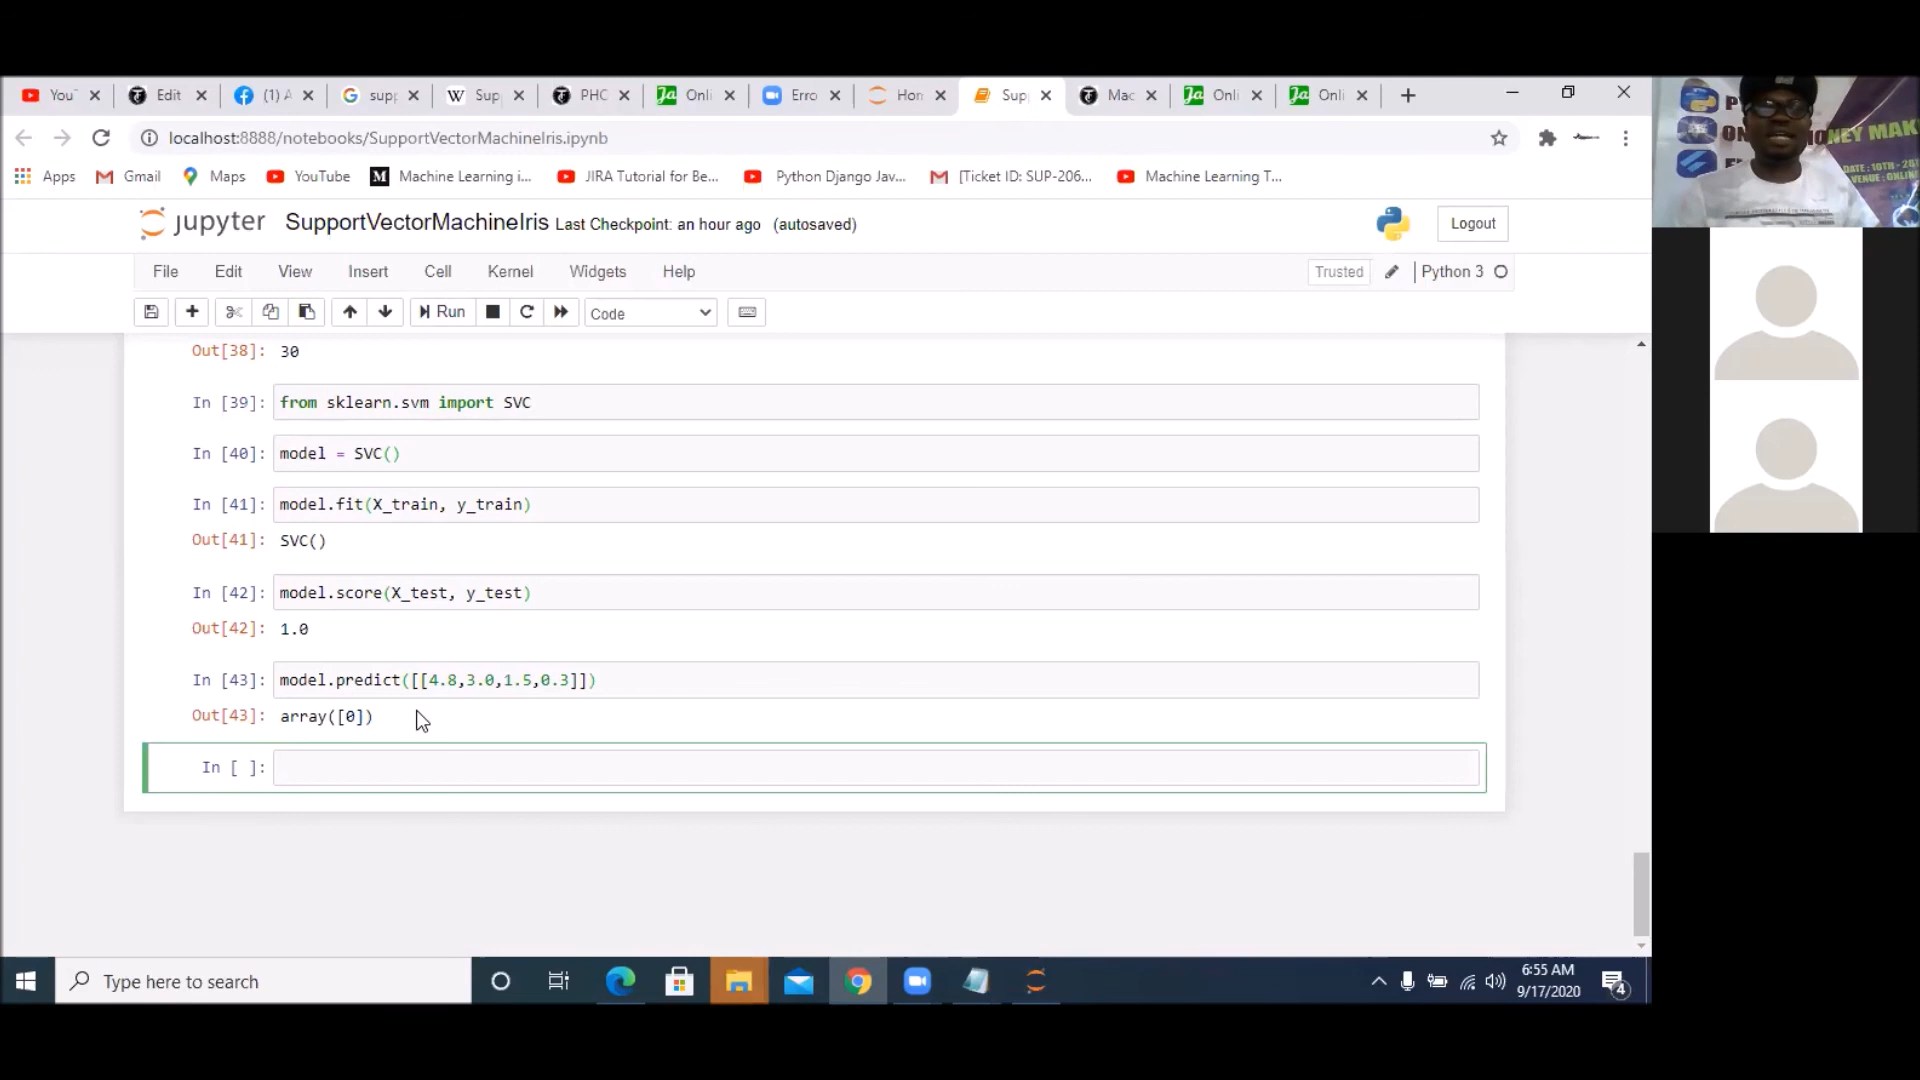 You
Edit
(1) A
supp
Sup
PHC
Onli
Erro
Hon
Sup
Mac
Onli
Onli
localhost:8888/notebooks/SupportVectorMachineIris.ipynb
Apps
Gmail
Maps
YouTube
M
Machine Learning i...
JIRA Tutorial for Be...
Python Django Jav...
[Ticket ID: SUP-206...
Machine Learning T...
jupyter SupportVectorMachineIris Last Checkpoint: an hour ago (autosaved)
Logout
File Edit View Insert Cell Kernel Widgets Help
Trusted
Python 3
Run
Code
Out[38]: 30
In [39]: from sklearn.svm import SVC
In [40]: model = SVC()
In [41]: model.fit(X_train, y_train)
Out[41]: SVC()
In [42]: model.score(X_test, y_test)
Out[42]: 1.0
In [43]: model.predict([[4.8,3.0,1.5,0.3]])
Out[43]: array([0])
In [ ]:
Type here to search
6:55 AM
9/17/2020
4